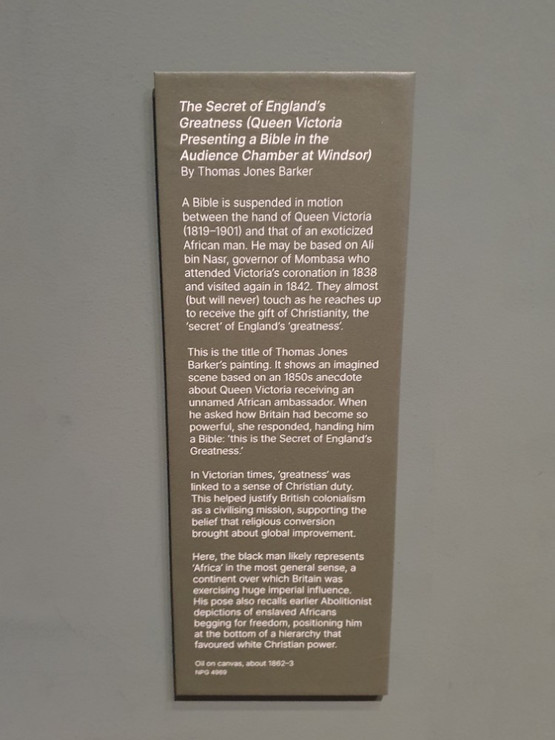 The Secret of England's
Greatness (Queen Victoria
Presenting a Bible in the
Audience Chamber at Windsor)
By Thomas Jones Barker
A Bible is suspended in motion
between the hand of Queen Victoria
(1819–1901) and that of an exoticized
African man. He may be based on Ali
bin Nasr, governor of Mombasa who
attended Victoria's coronation in 1838
and visited again in 1842. They almost
(but will never) touch as he reaches up
to receive the gift of Christianity, the
'secret' of England's 'greatness'.
This is the title of Thomas Jones
Barker's painting. It shows an imagined
scene based on an 1850s anecdote
about Queen Victoria receiving an
unnamed African ambassador. When
he asked how Britain had become so
powerful, she responded, handing him
a Bible: 'this is the Secret of England's
Greatness.'
In Victorian times, 'greatness' was
linked to a sense of Christian duty.
This helped justify British colonialism
as a civilising mission, supporting the
belief that religious conversion
brought about global improvement.
Here, the black man likely represents
'Africa' in the most general sense, a
continent over which Britain was
exercising huge imperial influence.
His pose also recalls earlier Abolitionist
depictions of enslaved Africans
begging for freedom, positioning him
at the bottom of a hierarchy that
favoured white Christian power.
Oil on canvas, about 1862–3
NPG 4969